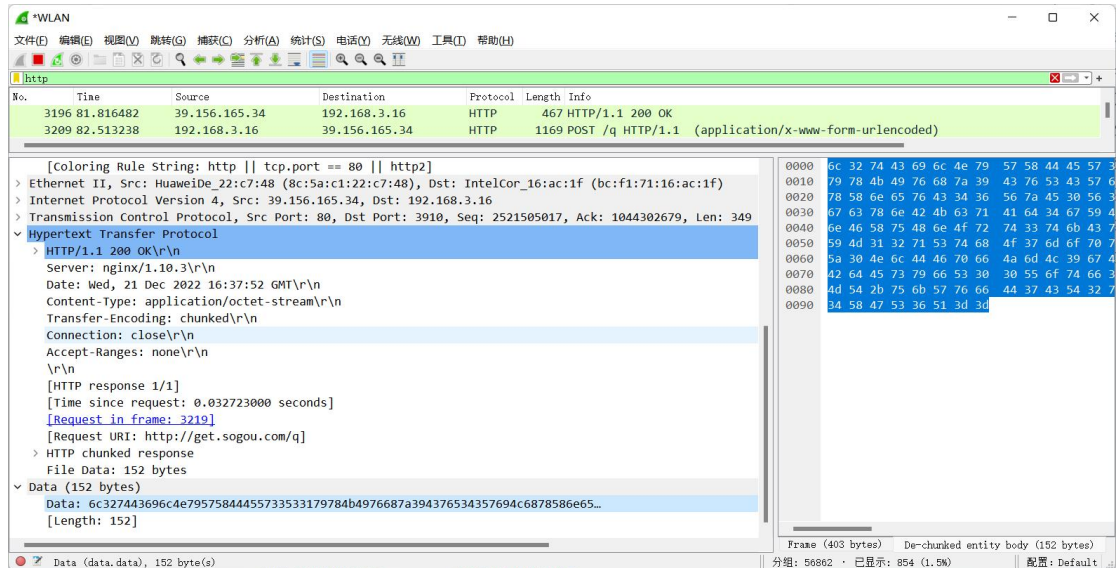 *WLAN
文件(F) 编辑(E) 视图(V) 跳转(G) 捕获(C) 分析(A) 统计(S) 电话(Y) 无线(W) 工具(T) 帮助(H)
http
No. Time Source Destination Protocol Length Info
3196 81.816482 39.156.165.34 192.168.3.16 HTTP 467 HTTP/1.1 200 OK
3209 82.513238 192.168.3.16 39.156.165.34 HTTP 1169 POST /q HTTP/1.1 (application/x-www-form-urlencoded)
[Coloring Rule String: http || tcp.port == 80 || http2]
Ethernet II, Src: HuaweiDe_22:c7:48 (8c:5a:c1:22:c7:48), Dst: IntelCor_16:ac:1f (bc:f1:71:16:ac:1f)
Internet Protocol Version 4, Src: 39.156.165.34, Dst: 192.168.3.16
Transmission Control Protocol, Src Port: 80, Dst Port: 3910, Seq: 2521505017, Ack: 1044302679, Len: 349
Hypertext Transfer Protocol
HTTP/1.1 200 OK\r\n
Server: nginx/1.10.3\r\n
Date: Wed, 21 Dec 2022 16:37:52 GMT\r\n
Content-Type: application/octet-stream\r\n
Transfer-Encoding: chunked\r\n
Connection: close\r\n
Accept-Ranges: none\r\n
\r\n
[HTTP response 1/1]
[Time since request: 0.032723000 seconds]
[Request in frame: 3219]
[Request URI: http://get.sogou.com/q]
HTTP chunked response
File Data: 152 bytes
Data (152 bytes)
Data: 6c327443696c4e79575844455733533179784b4976687a394376534357694c6878586e65…
[Length: 152]
0000 6c 32 74 43 69 6c 4e 79 57 58 44 45 57 3
0010 79 78 4b 49 76 68 7a 39 43 76 53 43 57 6
0020 78 58 6e 65 76 43 34 36 56 7a 45 30 56 3
0030 67 63 78 6e 42 4b 63 71 41 64 34 67 59 4
0040 6e 46 58 75 48 6e 4f 72 74 33 74 6b 43 7
0050 59 4d 31 32 71 53 74 68 4f 37 6d 6f 70 7
0060 5a 30 4e 6c 44 46 70 66 4a 6d 4c 39 67 4
0070 42 64 45 73 79 66 53 30 30 55 6f 74 66 3
0080 4d 54 2b 75 6b 57 76 66 44 37 43 54 32 7
0090 34 58 47 53 36 51 3d 3d
Frame (403 bytes) De-chunked entity body (152 bytes)
Data (data.data), 152 byte(s) 分组: 56862 · 已显示: 854 (1.5%) 配置: Default